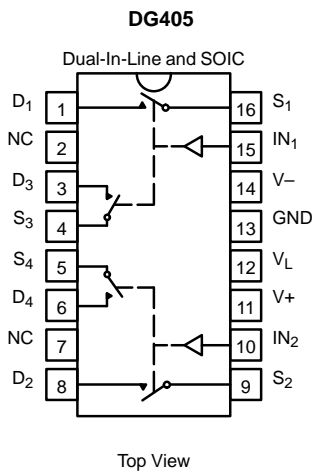 DG405
Dual-In-Line and SOIC
D1 1 16 S1
NC 2 15 IN1
D3 3 14 V–
S3 4 13 GND
S4 5 12 VL
D4 6 11 V+
NC 7 10 IN2
D2 8 9 S2
Top View